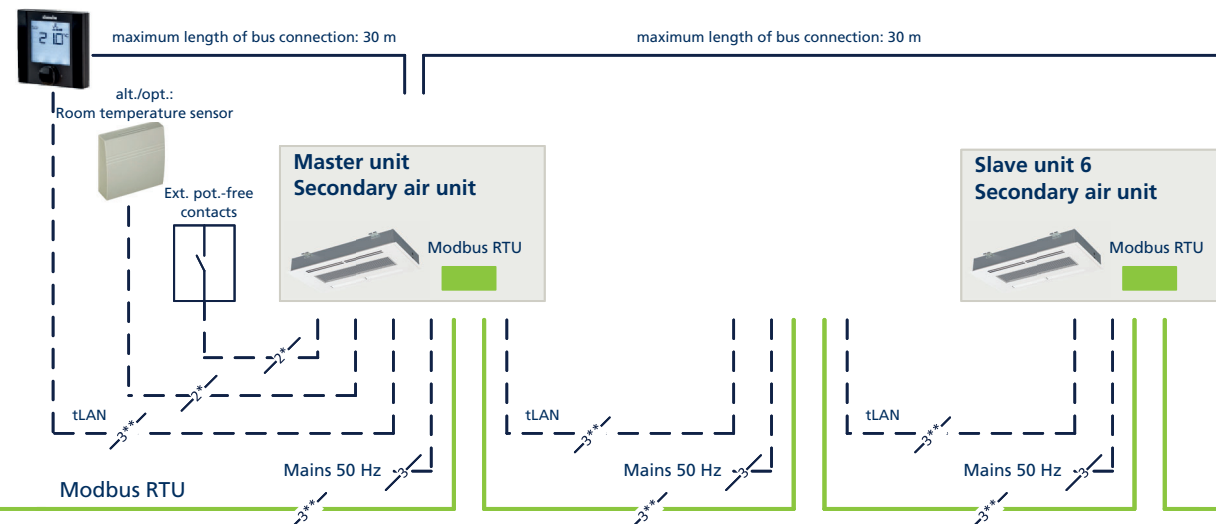 maximum length of bus connection: 30 m
maximum length of bus connection: 30 m
alt./opt.:
Room temperature sensor
Ext. pot.-free
contacts
Master unit
Secondary air unit
Modbus RTU
Slave unit 6
Secondary air unit
Modbus RTU
2*
2*
tLAN
3**
tLAN
3**
tLAN
3**
Mains 50 Hz
3
Mains 50 Hz
3
Mains 50 Hz
3
Modbus RTU
3**
3**
3**